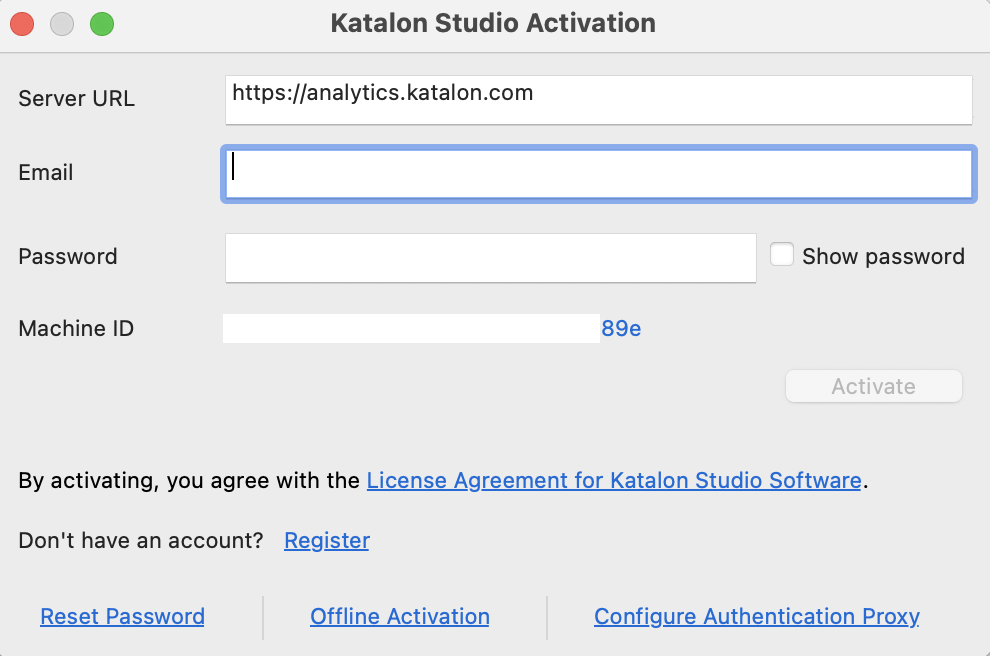 Katalon Studio Activation
Server URL https://analytics.katalon.com
Email
Password Show password
Machine ID 89e
Activate
By activating, you agree with the License Agreement for Katalon Studio Software.
Don't have an account? Register
Reset Password Offline Activation Configure Authentication Proxy